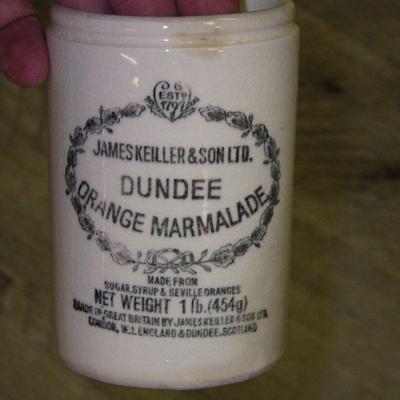 ESTD
1797
JAMES KEILLER & SON LTD.
DUNDEE
ORANGE MARMALADE
MADE FROM
SUGAR, SYRUP & SEVILLE ORANGES
NET WEIGHT 1 lb. (454g)
MADE IN GREAT BRITAIN BY JAMES KEILLER & SON LTD.
LONDON, W.1. ENGLAND & DUNDEE, SCOTLAND